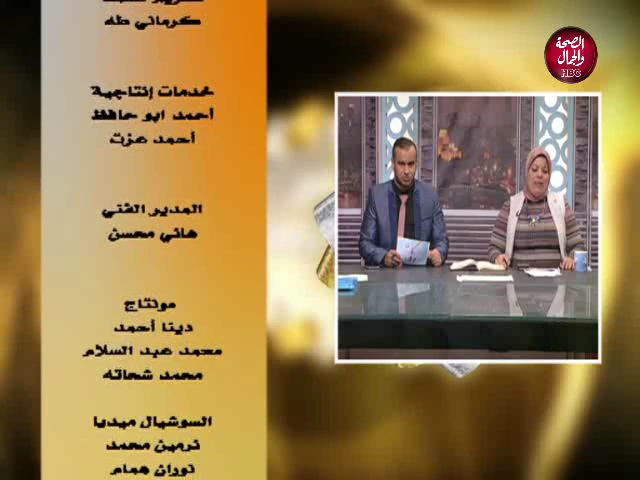 كرماني طه
خدمات إنتاجية
أحمد ابو حافظ
أحمد عزت
المدير الفني
هاني محسن
مونتاج
دينا أحمد
محمد عبد السلام
محمد شحاته
السوشيال ميديا
نرمين محمد
نوران همام
الصحة
والجمال
HBC